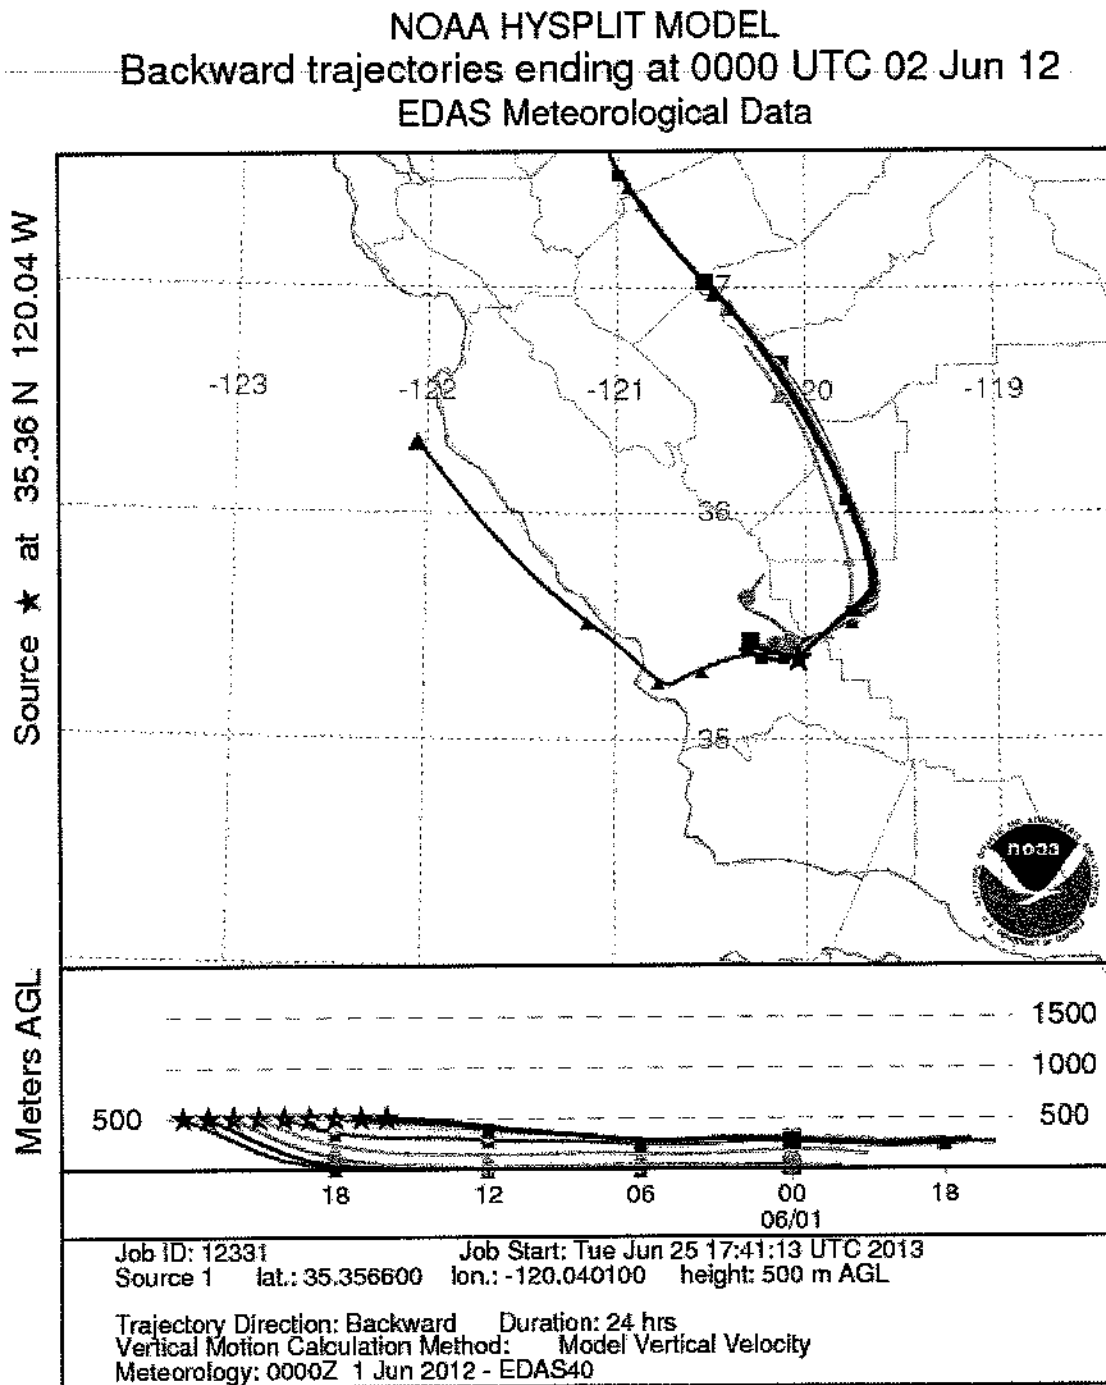 NOAA HYSPLIT MODEL
Backward trajectories ending at 0000 UTC 02 Jun 12
EDAS Meteorological Data
Source ★ at 35.36 N 120.04 W
-123
-122
-121
-119
36
35
noaa
Meters AGL
1500
1000
500
500
18
12
06
00
18
06/01
Job ID: 12331 Job Start: Tue Jun 25 17:41:13 UTC 2013
Source 1 lat.: 35.356600 lon.: -120.040100 height: 500 m AGL
Trajectory Direction: Backward Duration: 24 hrs
Vertical Motion Calculation Method: Model Vertical Velocity
Meteorology: 0000Z 1 Jun 2012 - EDAS40